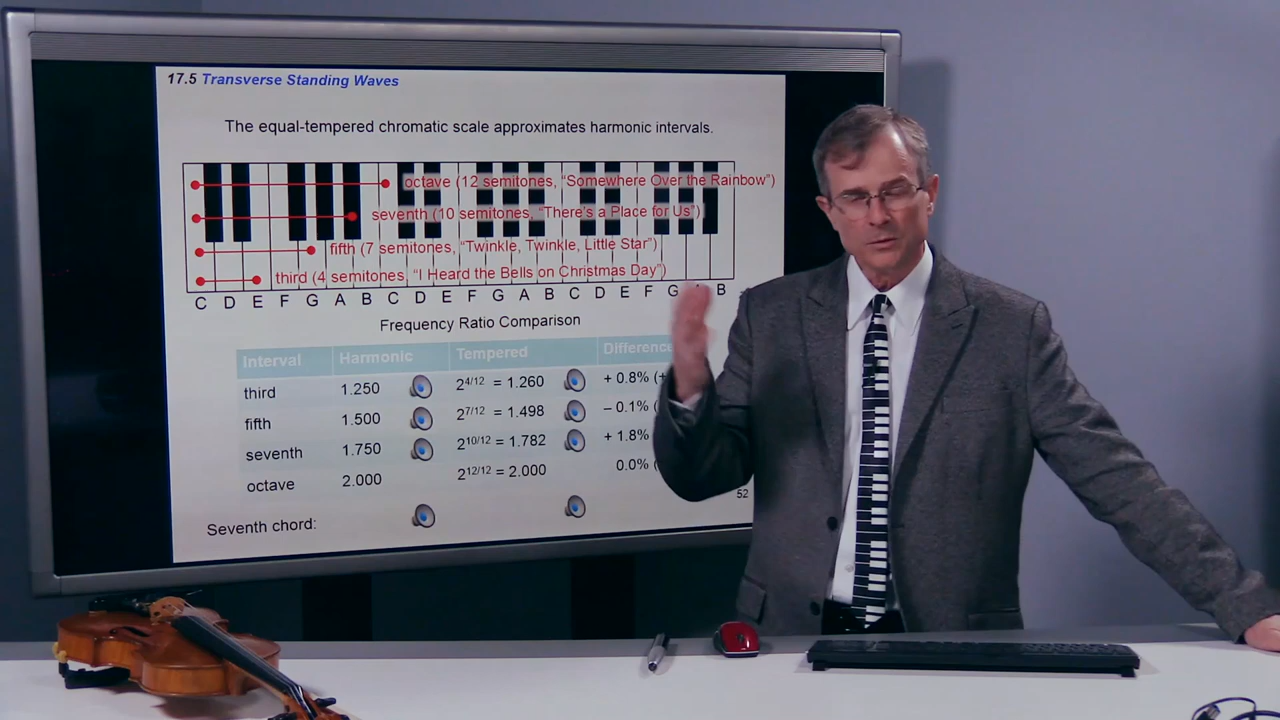 17.5 Transverse Standing Waves
The equal-tempered chromatic scale approximates harmonic intervals.
octave (12 semitones, “Somewhere Over the Rainbow”)
seventh (10 semitones, “There’s a Place for Us”)
fifth (7 semitones, “Twinkle, Twinkle, Little Star”)
third (4 semitones, “I Heard the Bells on Christmas Day”)
C D E F G A B C D E F G A B C D E F G A B
Frequency Ratio Comparison
Interval Harmonic Tempered Difference
third 1.250 2^4/12 = 1.260 + 0.8% (+
fifth 1.500 2^7/12 = 1.498 – 0.1% (
seventh 1.750 2^10/12 = 1.782 + 1.8%
octave 2.000 2^12/12 = 2.000 0.0% (
52
Seventh chord: